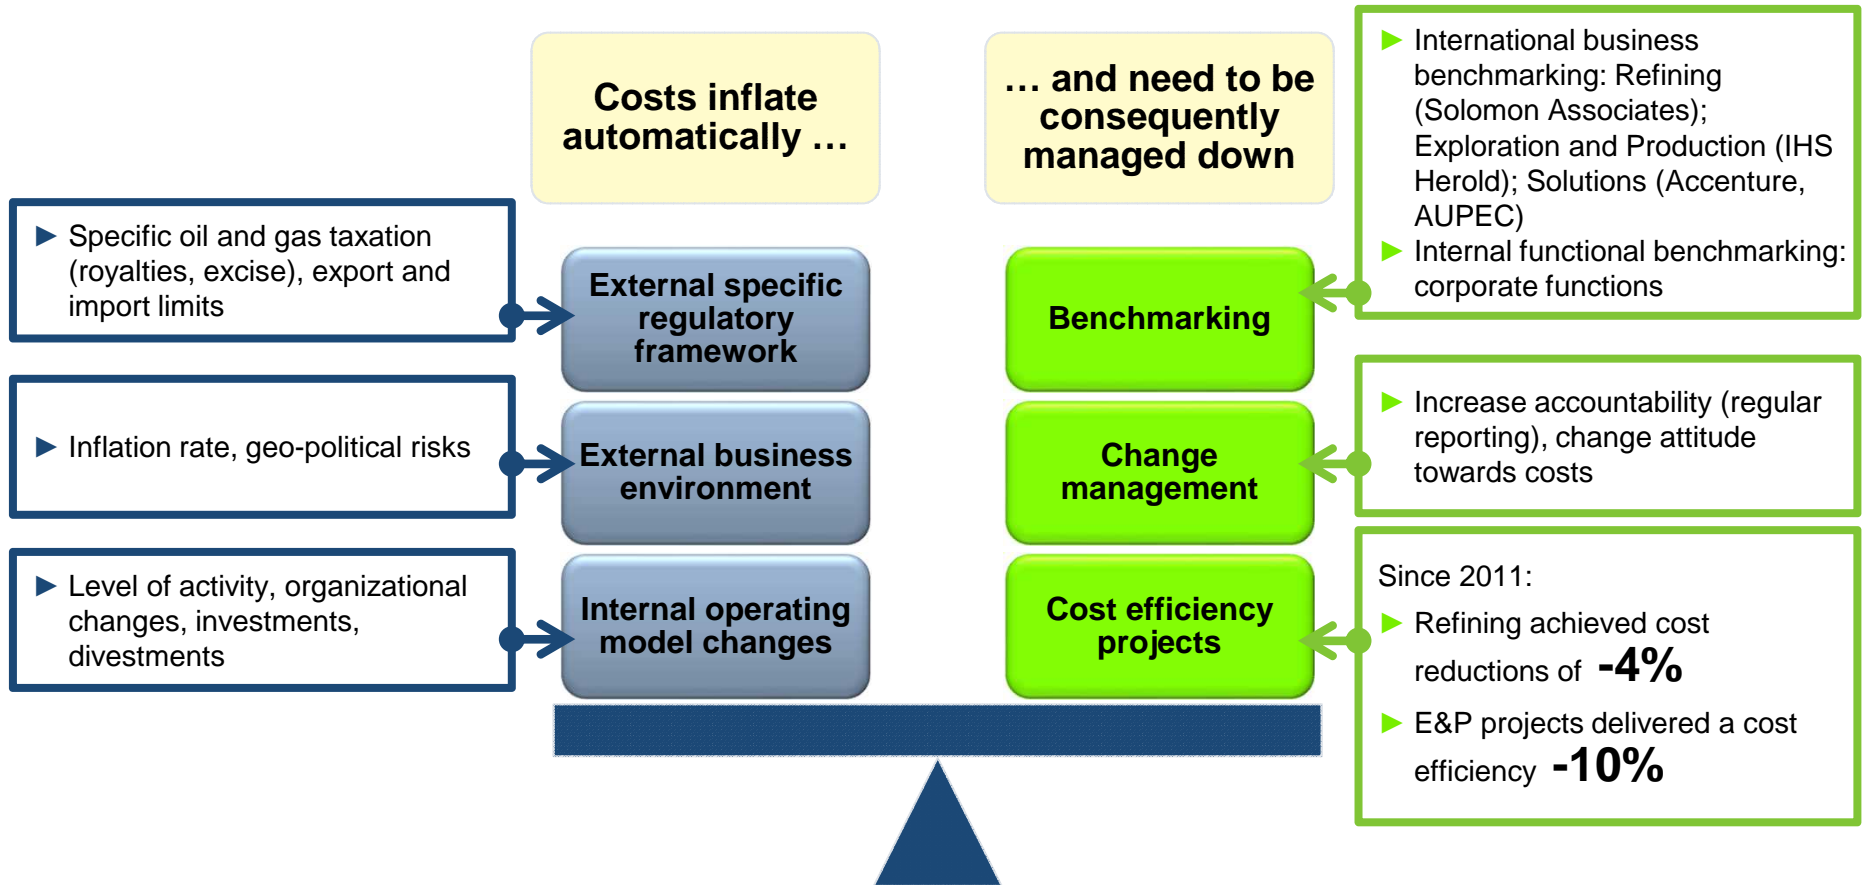 Costs inflate
automatically …
… and need to be
consequently
managed down
► Specific oil and gas taxation
(royalties, excise), export and
import limits
External specific
regulatory
framework
► Inflation rate, geo-political risks
External business
environment
► Level of activity, organizational
changes, investments,
divestments
Internal operating
model changes
Benchmarking
► International business
benchmarking: Refining
(Solomon Associates);
Exploration and Production (IHS
Herold); Solutions (Accenture,
AUPEC)
► Internal functional benchmarking:
corporate functions
Change
management
► Increase accountability (regular
reporting), change attitude
towards costs
Cost efficiency
projects
Since 2011:
► Refining achieved cost
reductions of -4%
► E&P projects delivered a cost
efficiency -10%